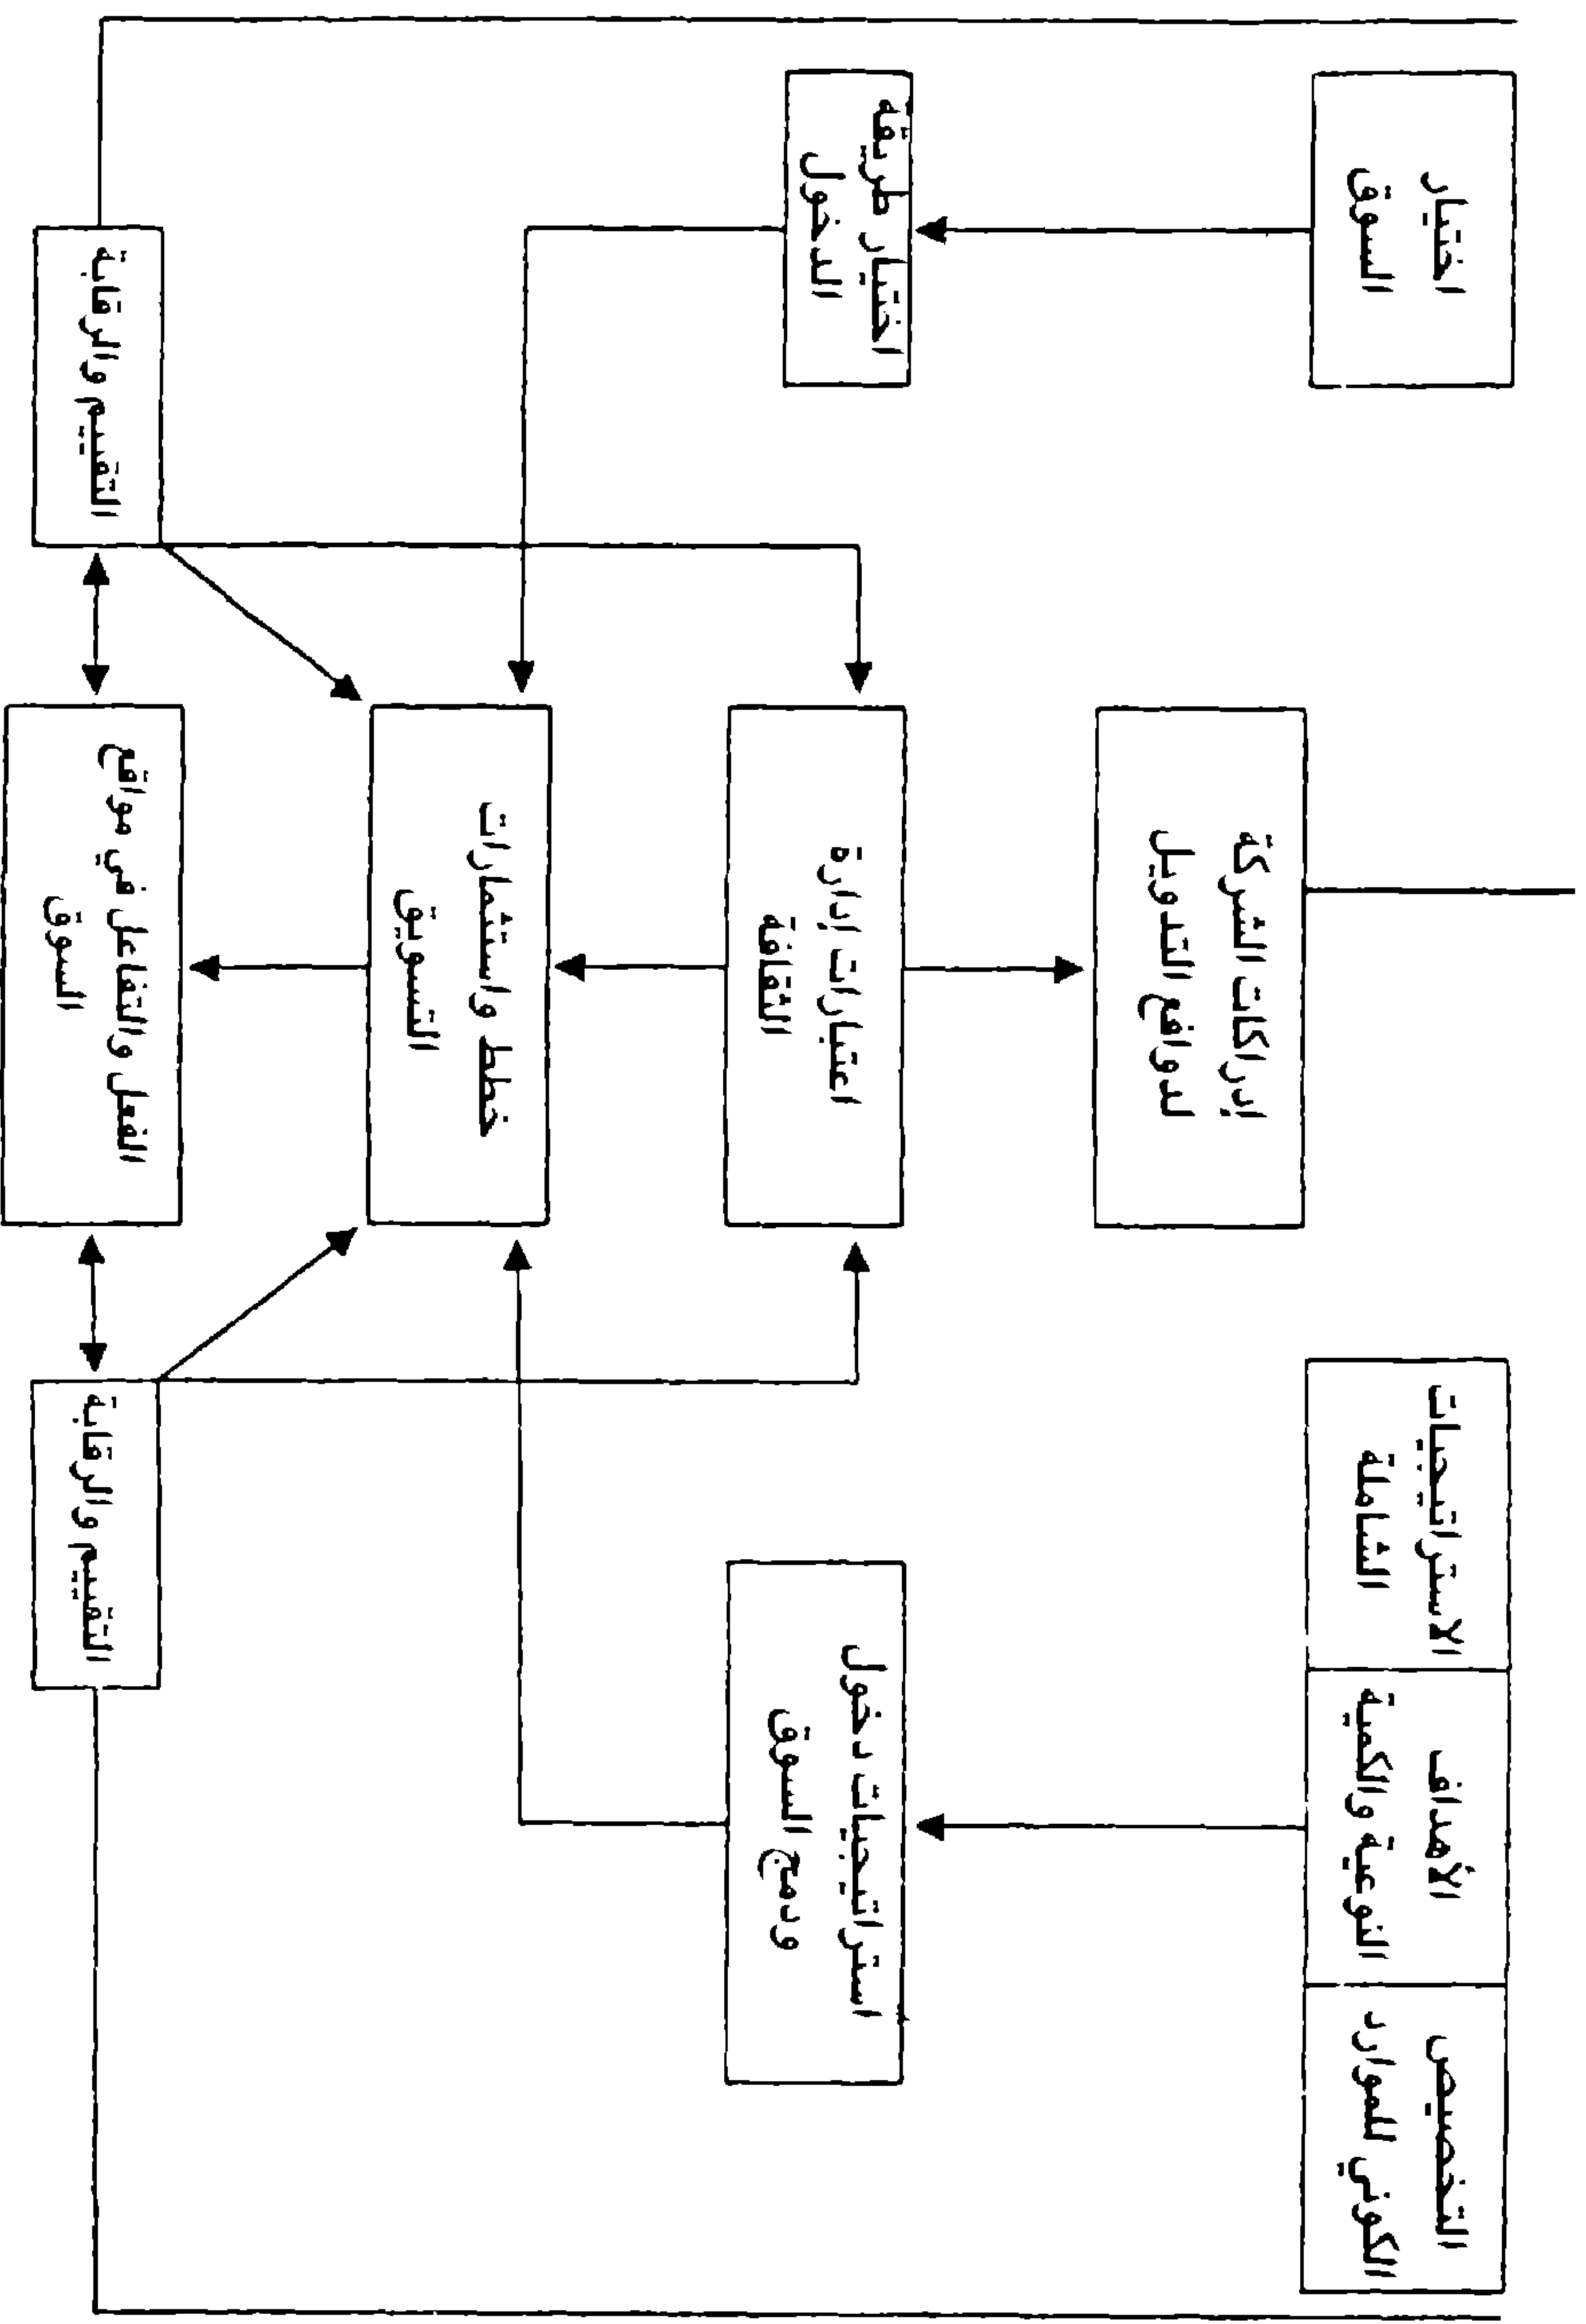 التخصيص
الكوني للموارد
الأهداف
النوعية والكمية
الاستراتيجيات
الشاملة
اختيار
السوق
إدراكات الشركة
لدوافع التدويل
استراتيجيات دخول
ودمج السوق
اعتبارات إدارة
الثقافة
اختيار طريقة
الدخول
خطط واستثمارات
التسويق
التقييم والرقابة
الفعل والتفاعل في مواقع
السوق
التقييم والرقابة